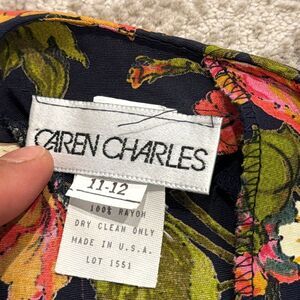 CAREN CHARLES
11-12
100% RAYON
DRY CLEAN ONLY
MADE IN U.S.A.
LOT 1551